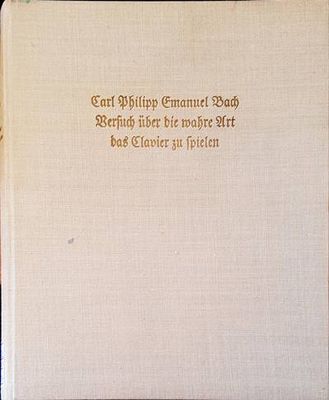 Carl Philipp Emanuel Bach
Versuch über die wahre Art
das Clavier zu spielen